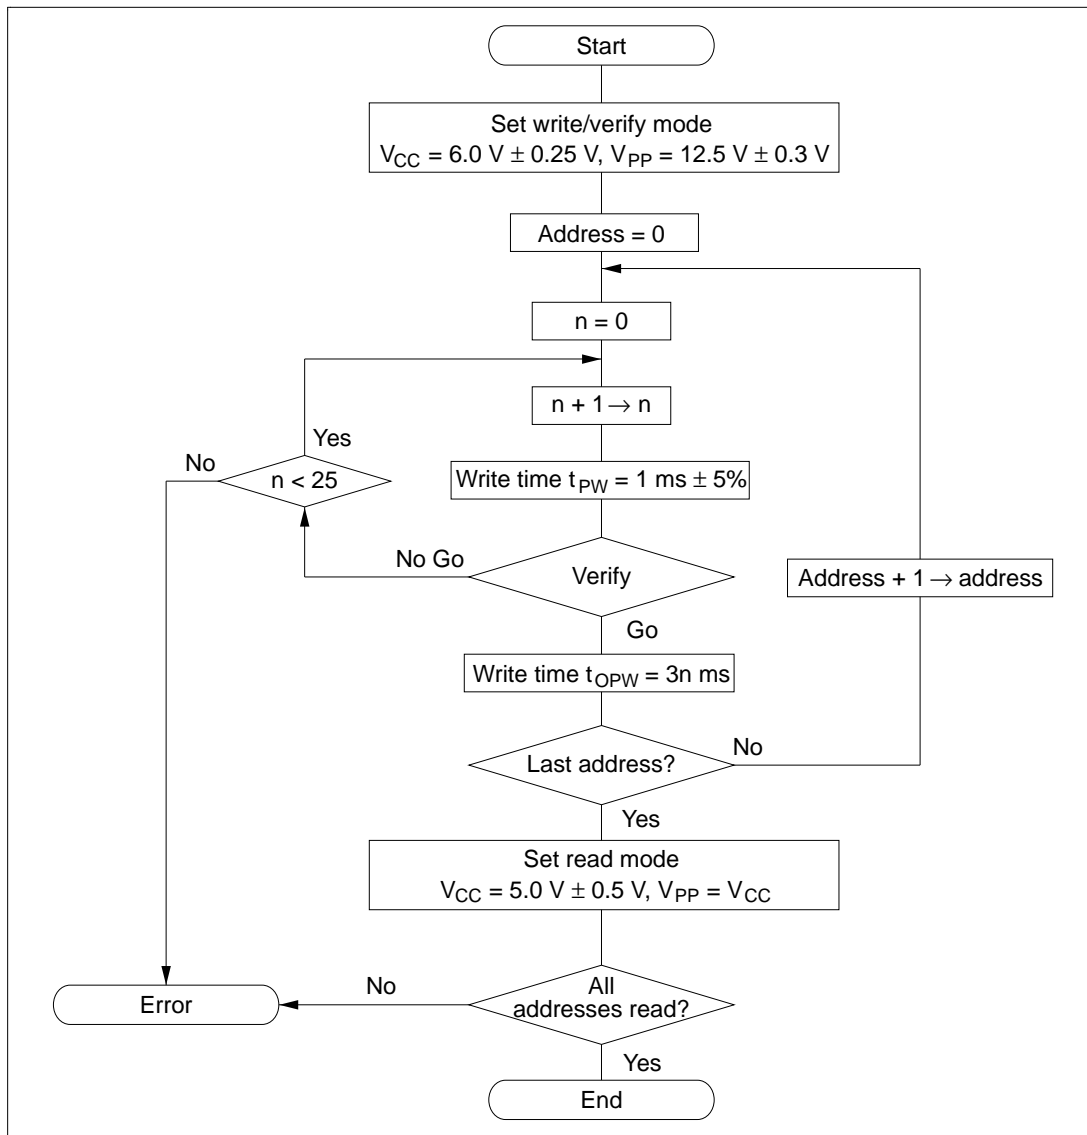 Start
Set write/verify mode
VCC = 6.0 V ± 0.25 V, VPP = 12.5 V ± 0.3 V
Address = 0
n = 0
n + 1 → n
Yes
No
n < 25
Write time tPW = 1 ms ± 5%
No Go
Verify
Address + 1 → address
Go
Write time tOPW = 3n ms
Last address?
No
Yes
Set read mode
VCC = 5.0 V ± 0.5 V, VPP = VCC
All
addresses read?
No
Error
Yes
End